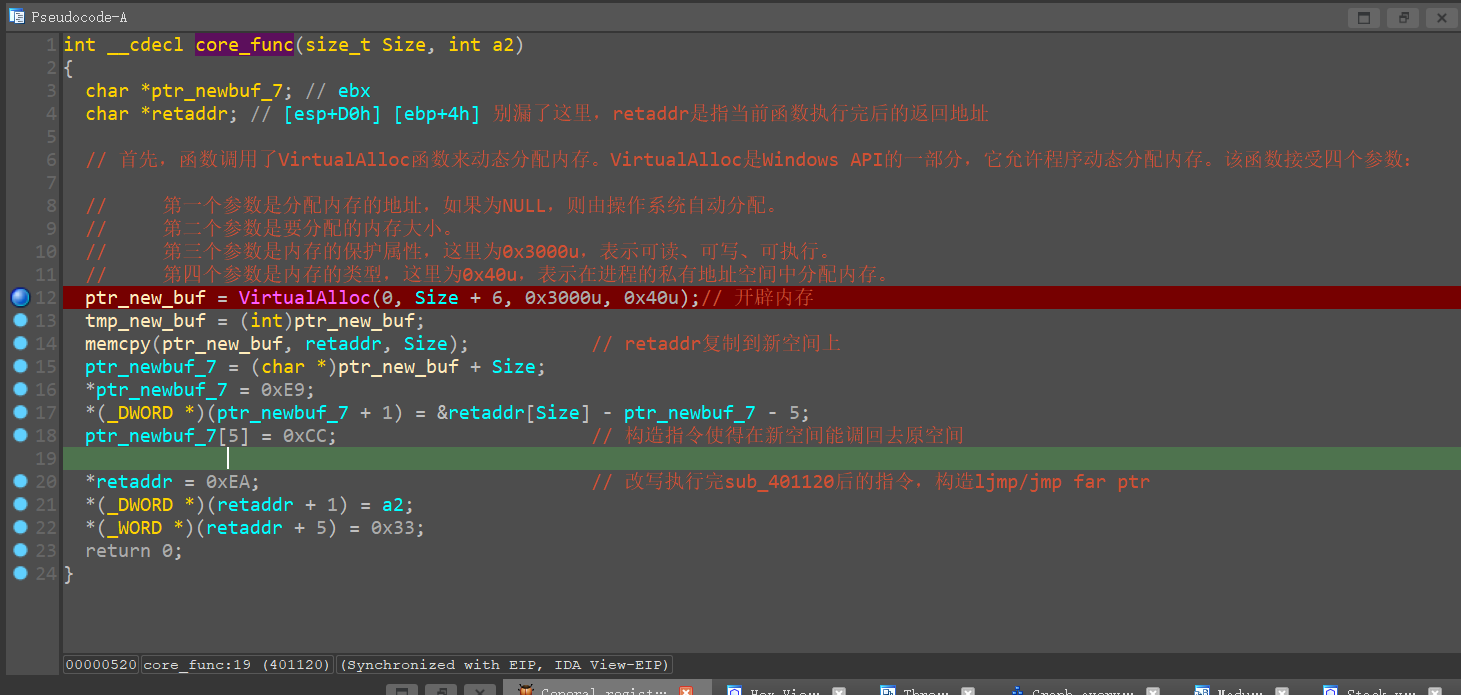 Pseudocode-A
1 int __cdecl core_func(size_t Size, int a2)
2 {
3 char *ptr_newbuf_7; // ebx
4 char *retaddr; // [esp+D0h] [ebp+4h] 别漏了这里，retaddr是指当前函数执行完后的返回地址
5
6 // 首先，函数调用了VirtualAlloc函数来动态分配内存。VirtualAlloc是Windows API的一部分，它允许程序动态分配内存。该函数接受四个参数：
7
8 // 第一个参数是分配内存的地址，如果为NULL，则由操作系统自动分配。
9 // 第二个参数是要分配的内存大小。
10 // 第三个参数是内存的保护属性，这里为0x3000u，表示可读、可写、可执行。
11 // 第四个参数是内存的类型，这里为0x40u，表示在进程的私有地址空间中分配内存。
12 ptr_new_buf = VirtualAlloc(0, Size + 6, 0x3000u, 0x40u);// 开辟内存
13 tmp_new_buf = (int)ptr_new_buf;
14 memcpy(ptr_new_buf, retaddr, Size); // retaddr复制到新空间上
15 ptr_newbuf_7 = (char *)ptr_new_buf + Size;
16 *ptr_newbuf_7 = 0xE9;
17 *(_DWORD *)(ptr_newbuf_7 + 1) = &retaddr[Size] - ptr_newbuf_7 - 5;
18 ptr_newbuf_7[5] = 0xCC; // 构造指令使得在新空间能调回去原空间
19
20 *retaddr = 0xEA; // 改写执行完sub_401120后的指令，构造ljmp/jmp far ptr
21 *(_DWORD *)(retaddr + 1) = a2;
22 *(_WORD *)(retaddr + 5) = 0x33;
23 return 0;
24 }
00000520 core_func:19 (401120) (Synchronized with EIP, IDA View-EIP)